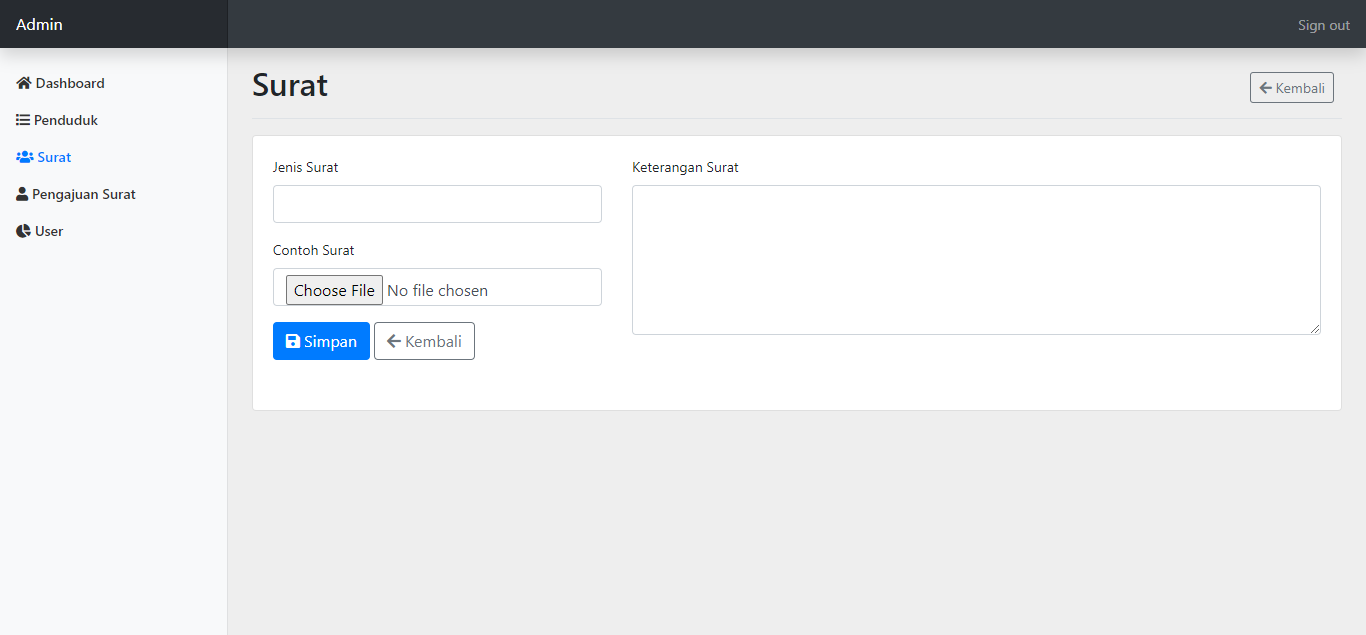 Admin
Sign out
Dashboard
Penduduk
Surat
Pengajuan Surat
User
Surat
Kembali
Jenis Surat
Keterangan Surat
Contoh Surat
Choose File No file chosen
Simpan Kembali